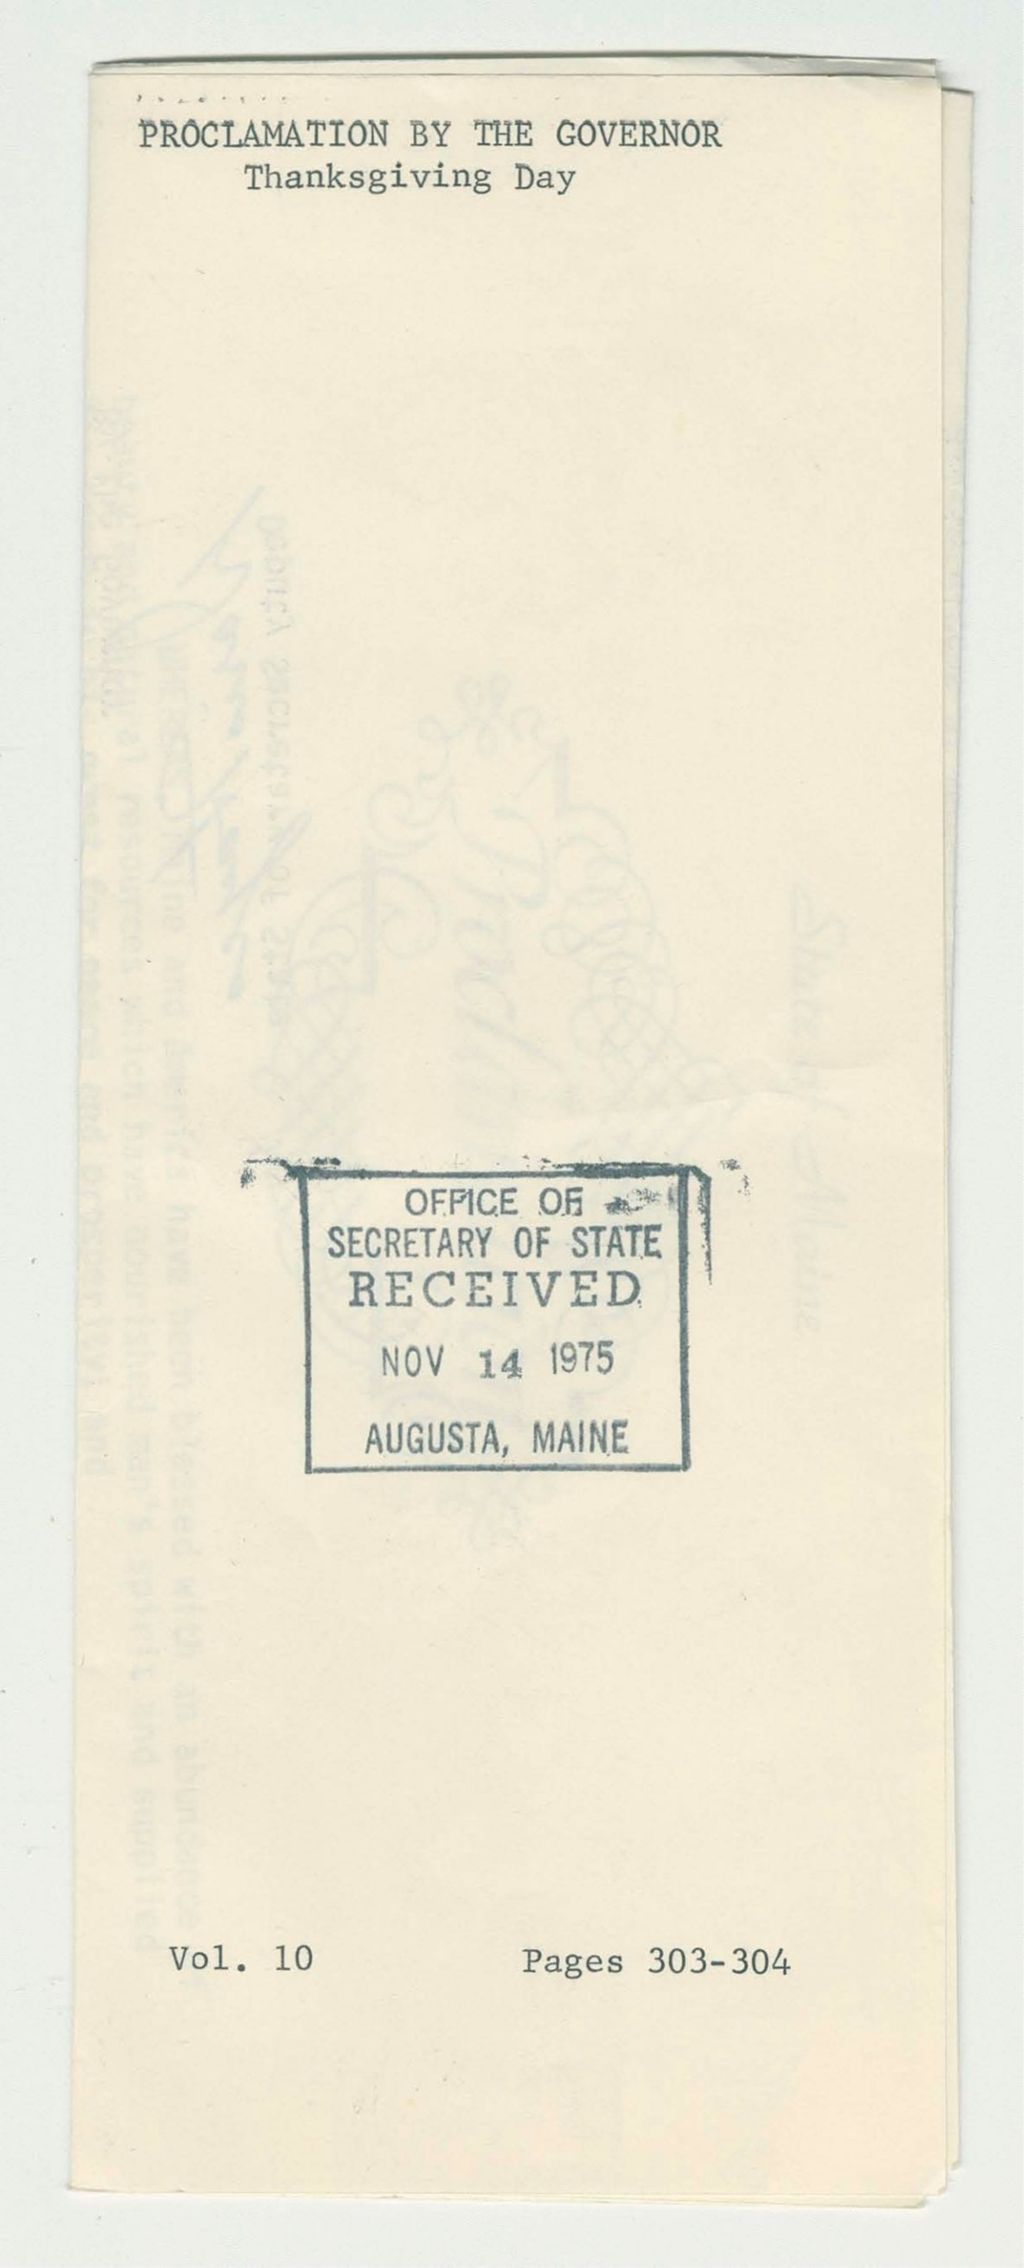 PROCLAMATION BY THE GOVERNOR
Thanksgiving Day
OFFICE OF
SECRETARY OF STATE
RECEIVED
NOV 14 1975
AUGUSTA, MAINE
Vol. 10 Pages 303-304